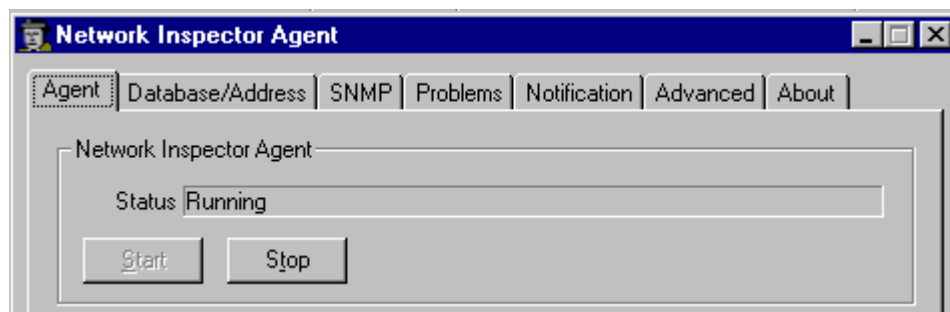 Network Inspector Agent
Agent Database/Address SNMP Problems Notification Advanced About
Network Inspector Agent
Status Running
Start Stop